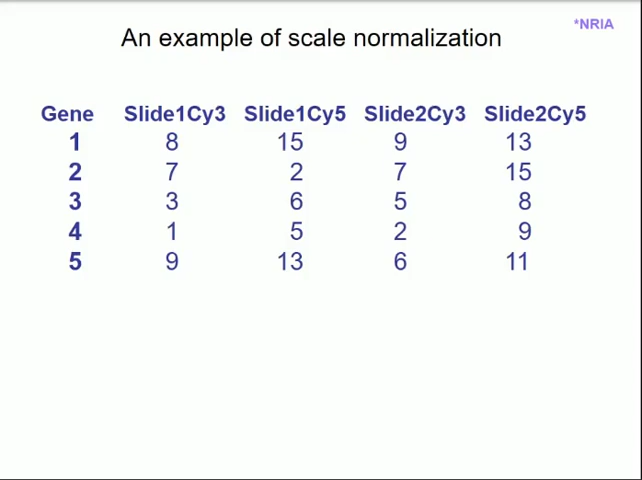 *NRIA
An example of scale normalization
Gene Slide1Cy3 Slide1Cy5 Slide2Cy3 Slide2Cy5
1 8 15 9 13
2 7 2 7 15
3 3 6 5 8
4 1 5 2 9
5 9 13 6 11